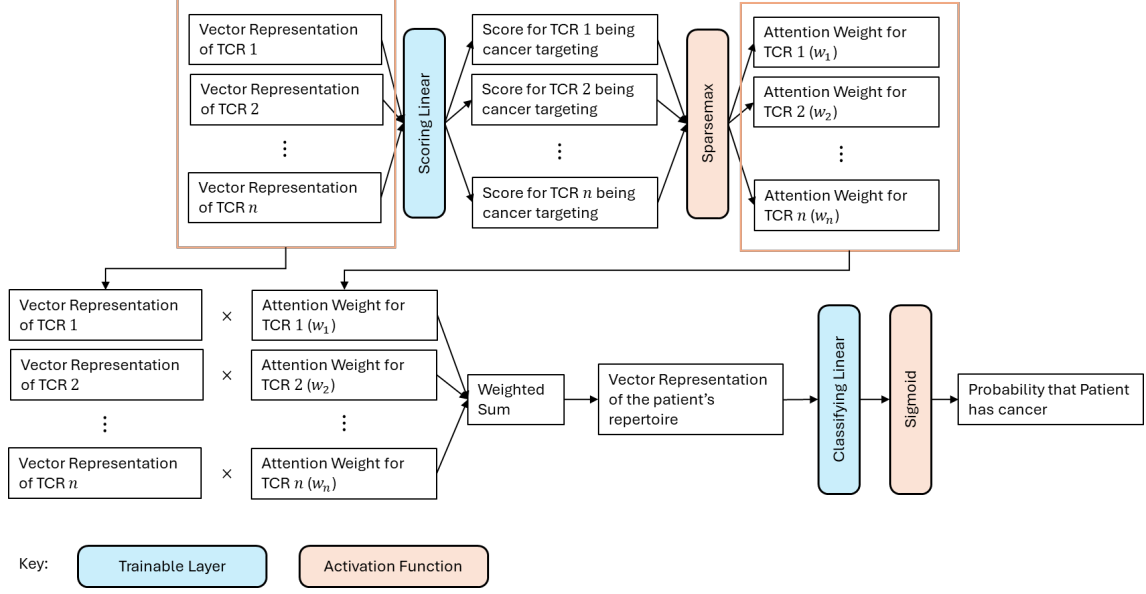 Vector Representation
of TCR 1
Vector Representation
of TCR 2
⋮
Vector Representation
of TCR n
Scoring Linear
Score for TCR 1 being
cancer targeting
Score for TCR 2 being
cancer targeting
⋮
Score for TCR n being
cancer targeting
Sparsemax
Attention Weight for
TCR 1 (w₁)
Attention Weight for
TCR 2 (w₂)
⋮
Attention Weight for
TCR n (wₙ)
Vector Representation
of TCR 1
×
Attention Weight for
TCR 1 (w₁)
Vector Representation
of TCR 2
×
Attention Weight for
TCR 2 (w₂)
⋮
⋮
Vector Representation
of TCR n
×
Attention Weight for
TCR n (wₙ)
Weighted
Sum
Vector Representation
of the patient’s
repertoire
Classifying Linear
Sigmoid
Probability that Patient
has cancer
Key:
Trainable Layer
Activation Function